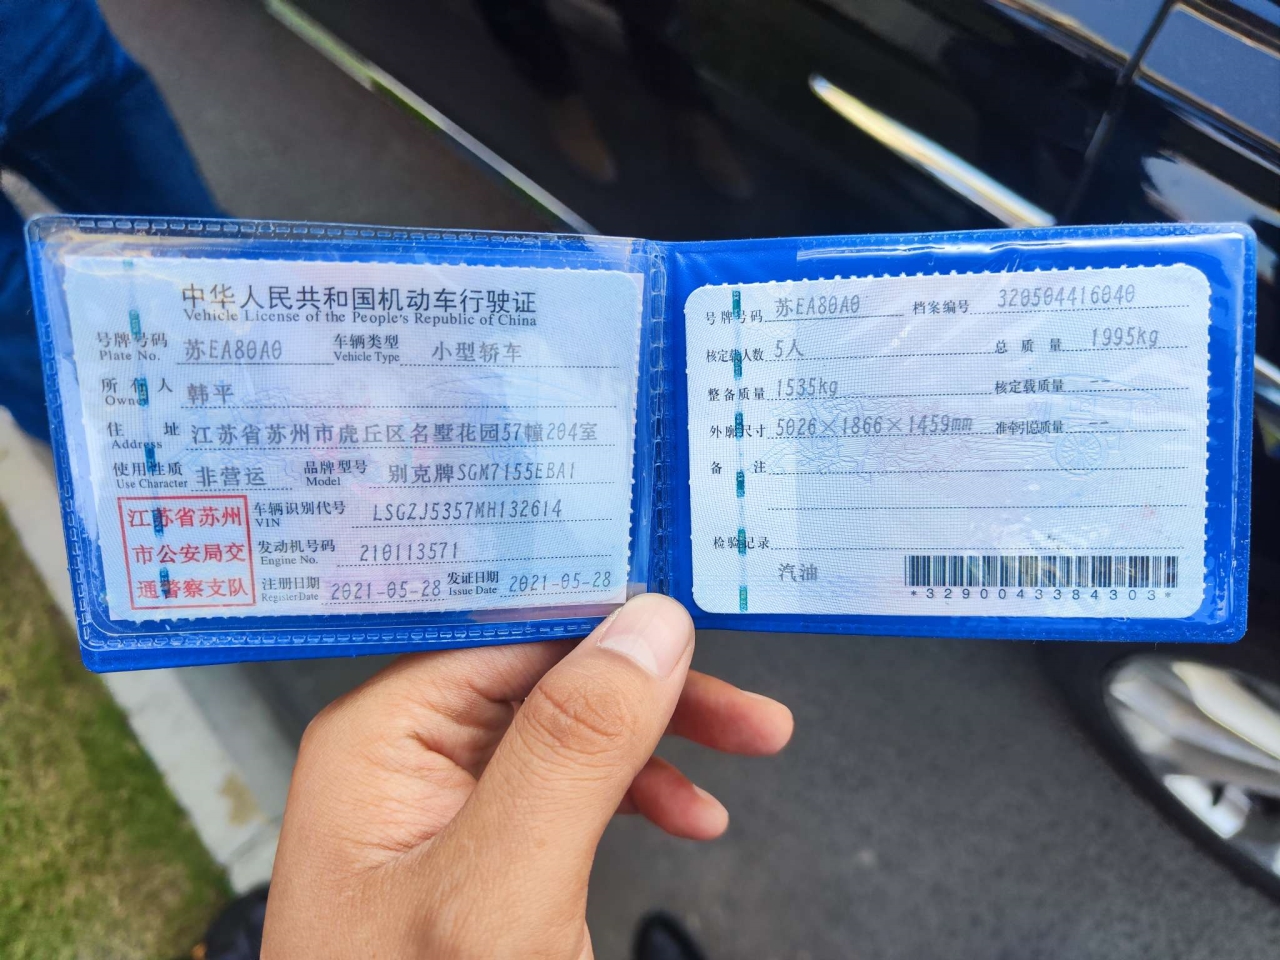 中华人民共和国机动车行驶证
Vehicle License of the People's Republic of China
号牌号码 苏EA80A0 车辆类型 小型轿车
Plate No. Vehicle Type
所有人 韩平
Owner
住址 江苏省苏州市虎丘区名墅花园57幢204室
Address
使用性质 非营运 品牌型号 别克牌SGM7155EBA1
Use Character Model
江苏省苏州
市公安局交
通警察支队
车辆识别代号 LSGZJ5357MH132614
VIN
发动机号码 210113571
Engine No.
注册日期 2021-05-28 发证日期 2021-05-28
Register Date Issue Date
号牌号码 苏EA80A0 档案编号 320504416040
核定载人数 5人 总质量 1995kg
整备质量 1535kg 核定载质量 --
外廓尺寸 5026×1866×1459mm 准牵引总质量 --
备注
检验记录
汽油
*3290043384303*